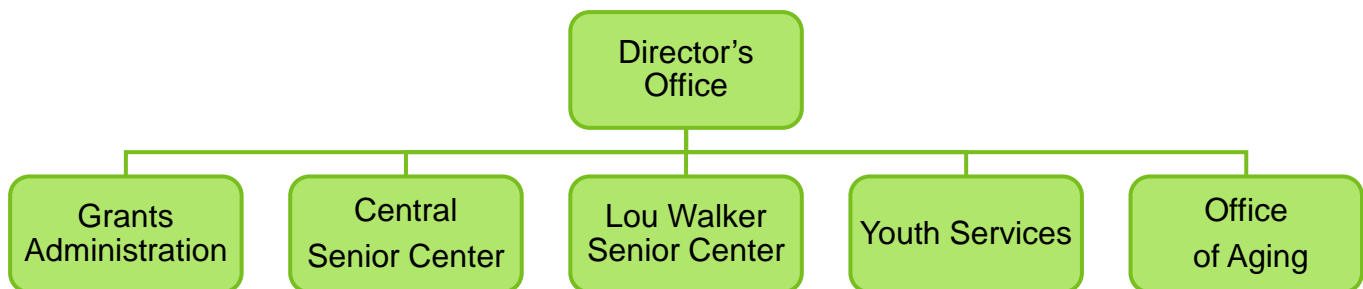 Director’s
Office
Grants
Administration
Central
Senior Center
Lou Walker
Senior Center
Youth Services
Office
of Aging